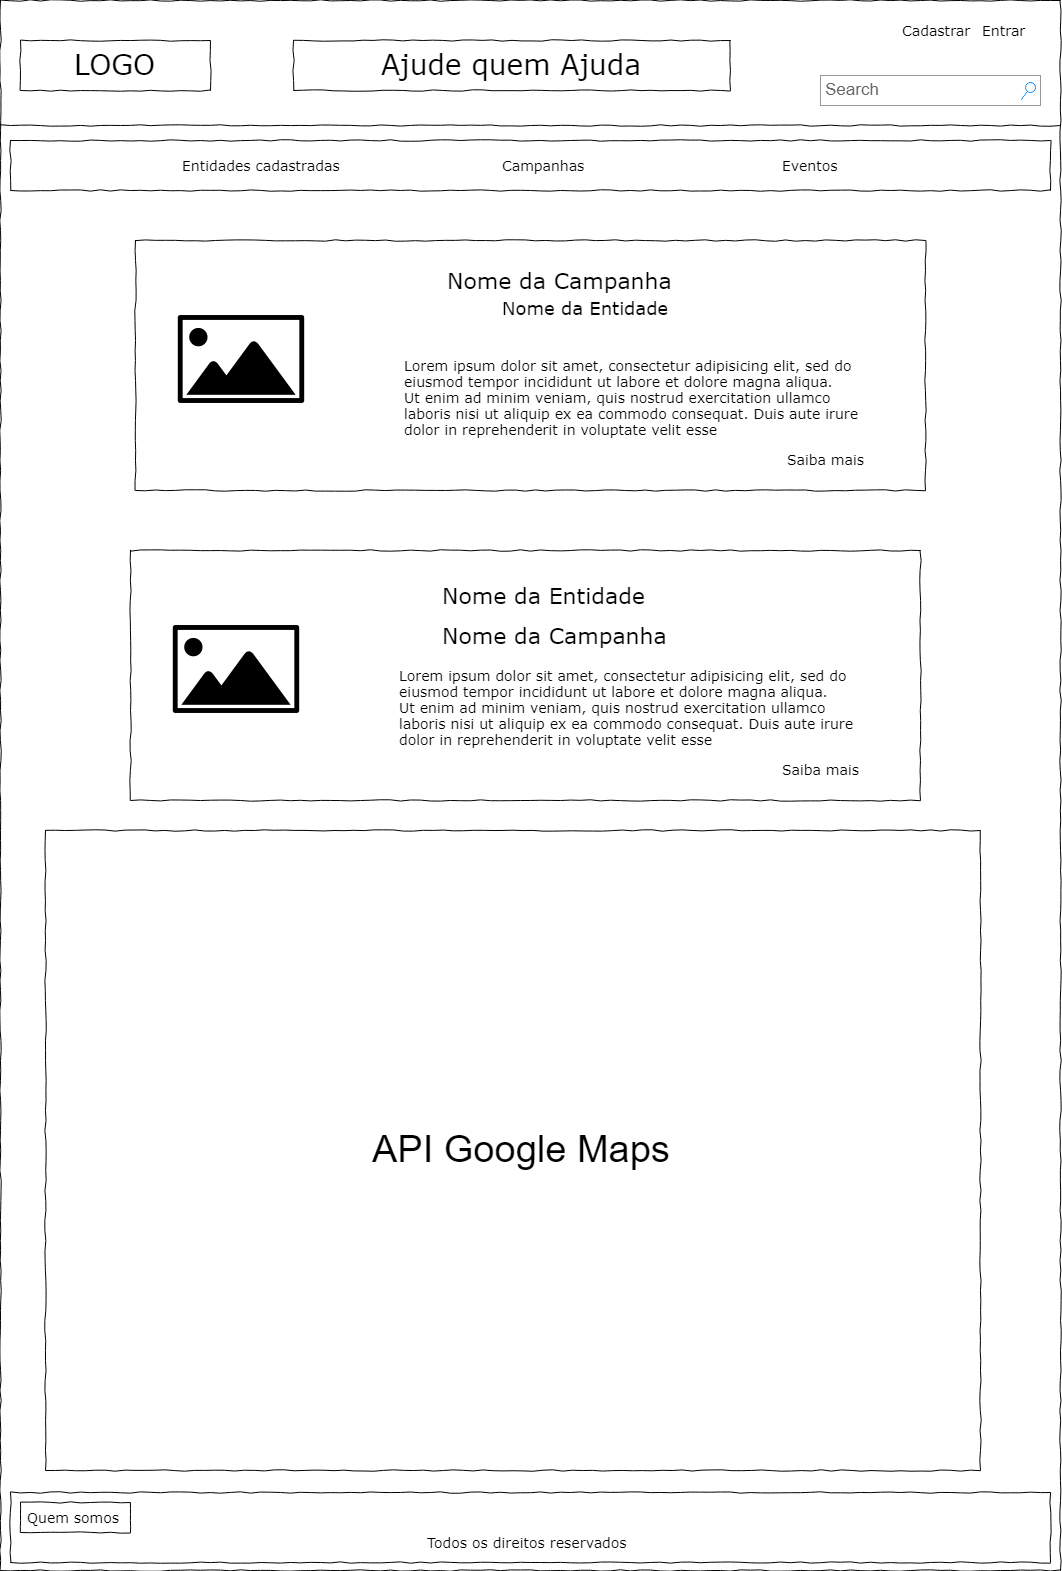 Cadastrar Entrar
LOGO
Ajude quem Ajuda
Search
Entidades cadastradas
Campanhas
Eventos
Nome da Campanha
Nome da Entidade
Lorem ipsum dolor sit amet, consectetur adipisicing elit, sed do
eiusmod tempor incididunt ut labore et dolore magna aliqua.
Ut enim ad minim veniam, quis nostrud exercitation ullamco
laboris nisi ut aliquip ex ea commodo consequat. Duis aute irure
dolor in reprehenderit in voluptate velit esse
Saiba mais
Nome da Entidade
Nome da Campanha
Lorem ipsum dolor sit amet, consectetur adipisicing elit, sed do
eiusmod tempor incididunt ut labore et dolore magna aliqua.
Ut enim ad minim veniam, quis nostrud exercitation ullamco
laboris nisi ut aliquip ex ea commodo consequat. Duis aute irure
dolor in reprehenderit in voluptate velit esse
Saiba mais
API Google Maps
Quem somos
Todos os direitos reservados